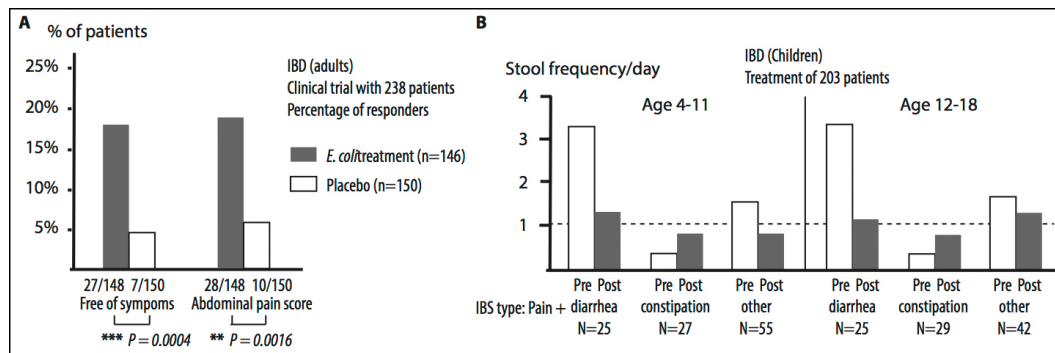 A
% of patients
25%
20%
15%
10%
5%
IBD (adults)
Clinical trial with 238 patients
Percentage of responders
E. colitreatment (n=146)
Placebo (n=150)
27/148 7/150 28/148 10/150
Free of sympoms Abdominal pain score
*** P = 0.0004 ** P = 0.0016
B
IBD (Children)
Treatment of 203 patients
Stool frequency/day
Age 4-11 Age 12-18
4
3
2
1
Pre Post Pre Post Pre Post Pre Post Pre Post Pre Post
IBS type: Pain + diarrhea constipation other diarrhea constipation other
N=25 N=27 N=55 N=25 N=29 N=42